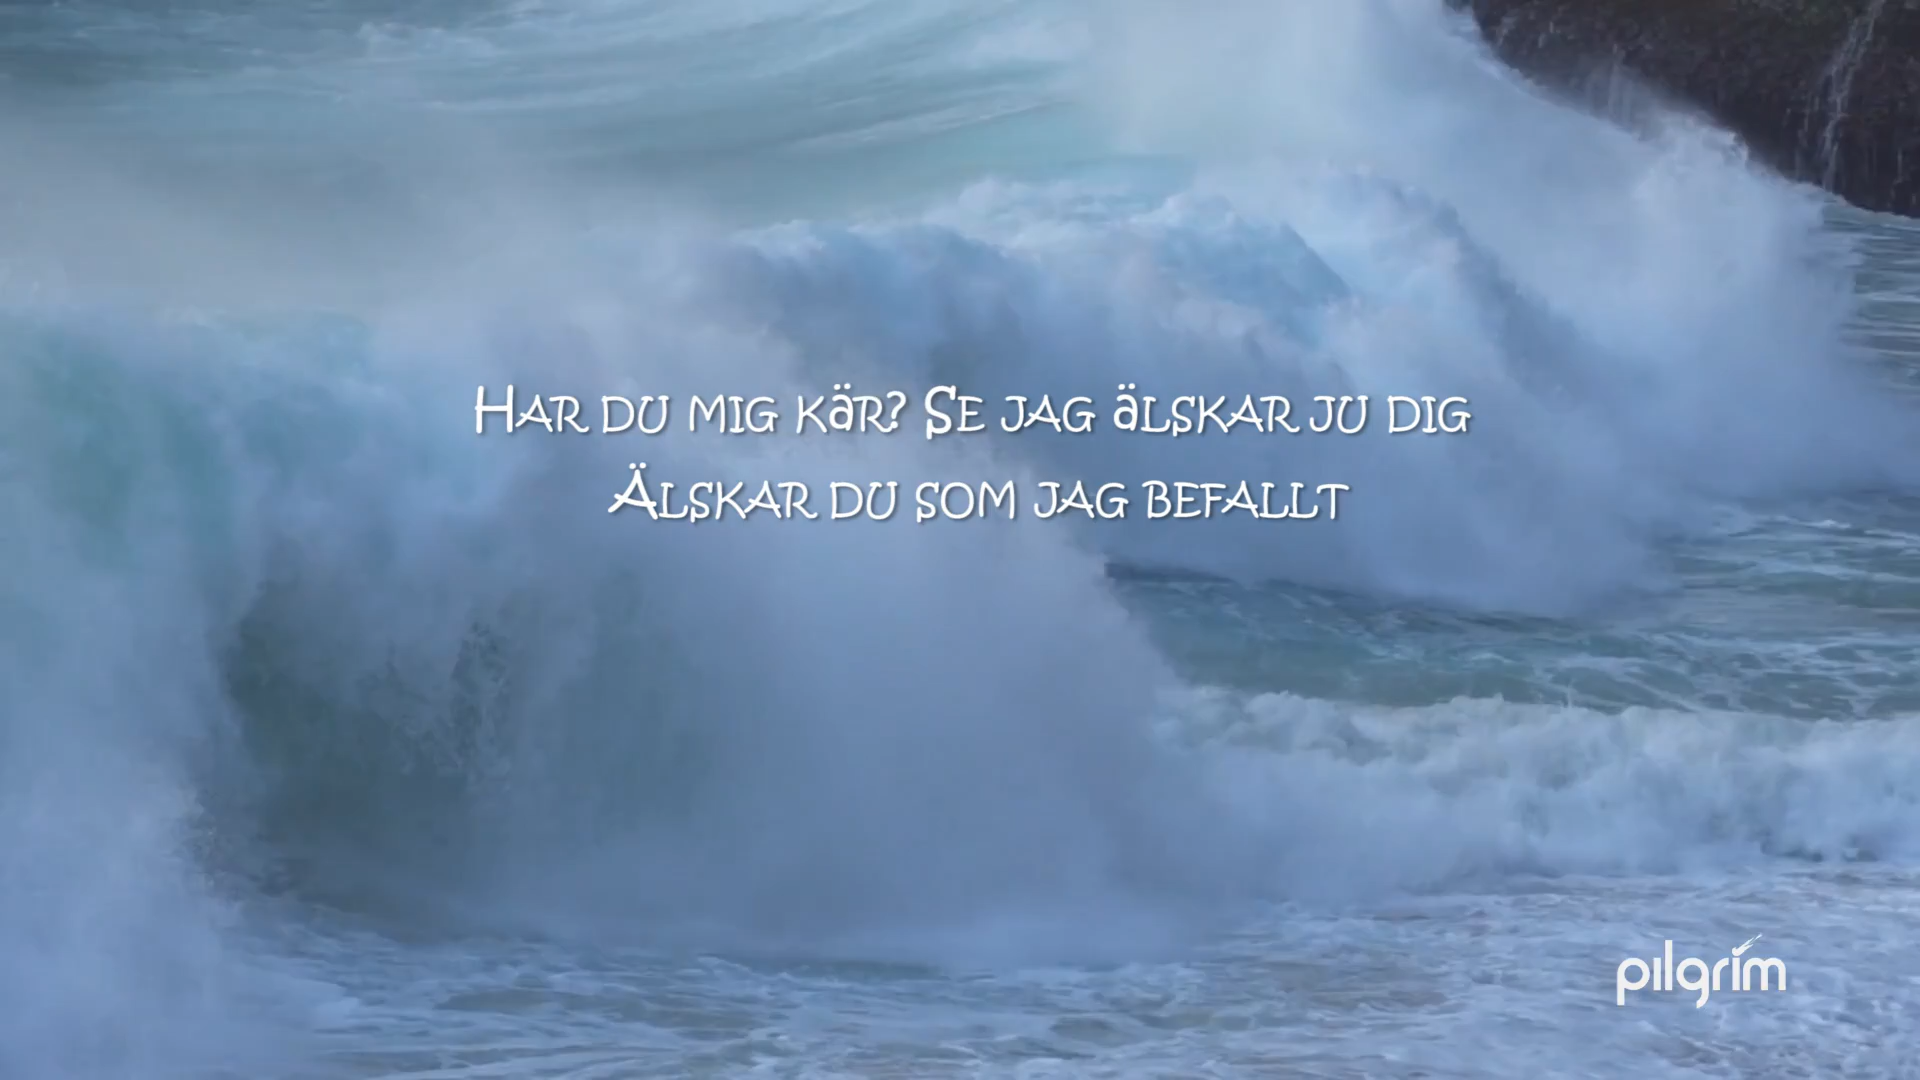 Har du mig kär? Se jag älskar ju dig
Älskar du som jag befallt
pilgrim